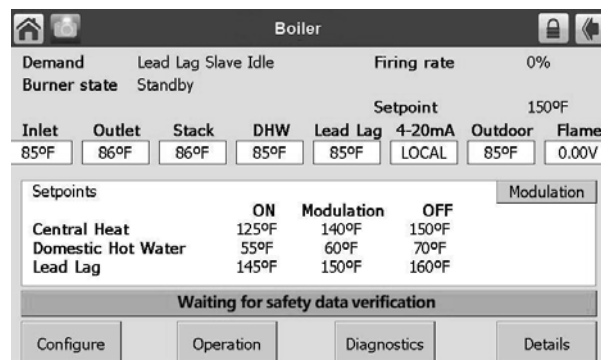 Boiler
Demand Lead Lag Slave Idle Firing rate 0%
Burner state Standby
Setpoint 150ºF
Inlet Outlet Stack DHW Lead Lag 4-20mA Outdoor Flame
85ºF 86ºF 86ºF 85ºF 85ºF LOCAL 85ºF 0.00V
Setpoints Modulation
ON Modulation OFF
Central Heat 125ºF 140ºF 150ºF
Domestic Hot Water 55ºF 60ºF 70ºF
Lead Lag 145ºF 150ºF 160ºF
Waiting for safety data verification
Configure Operation Diagnostics Details